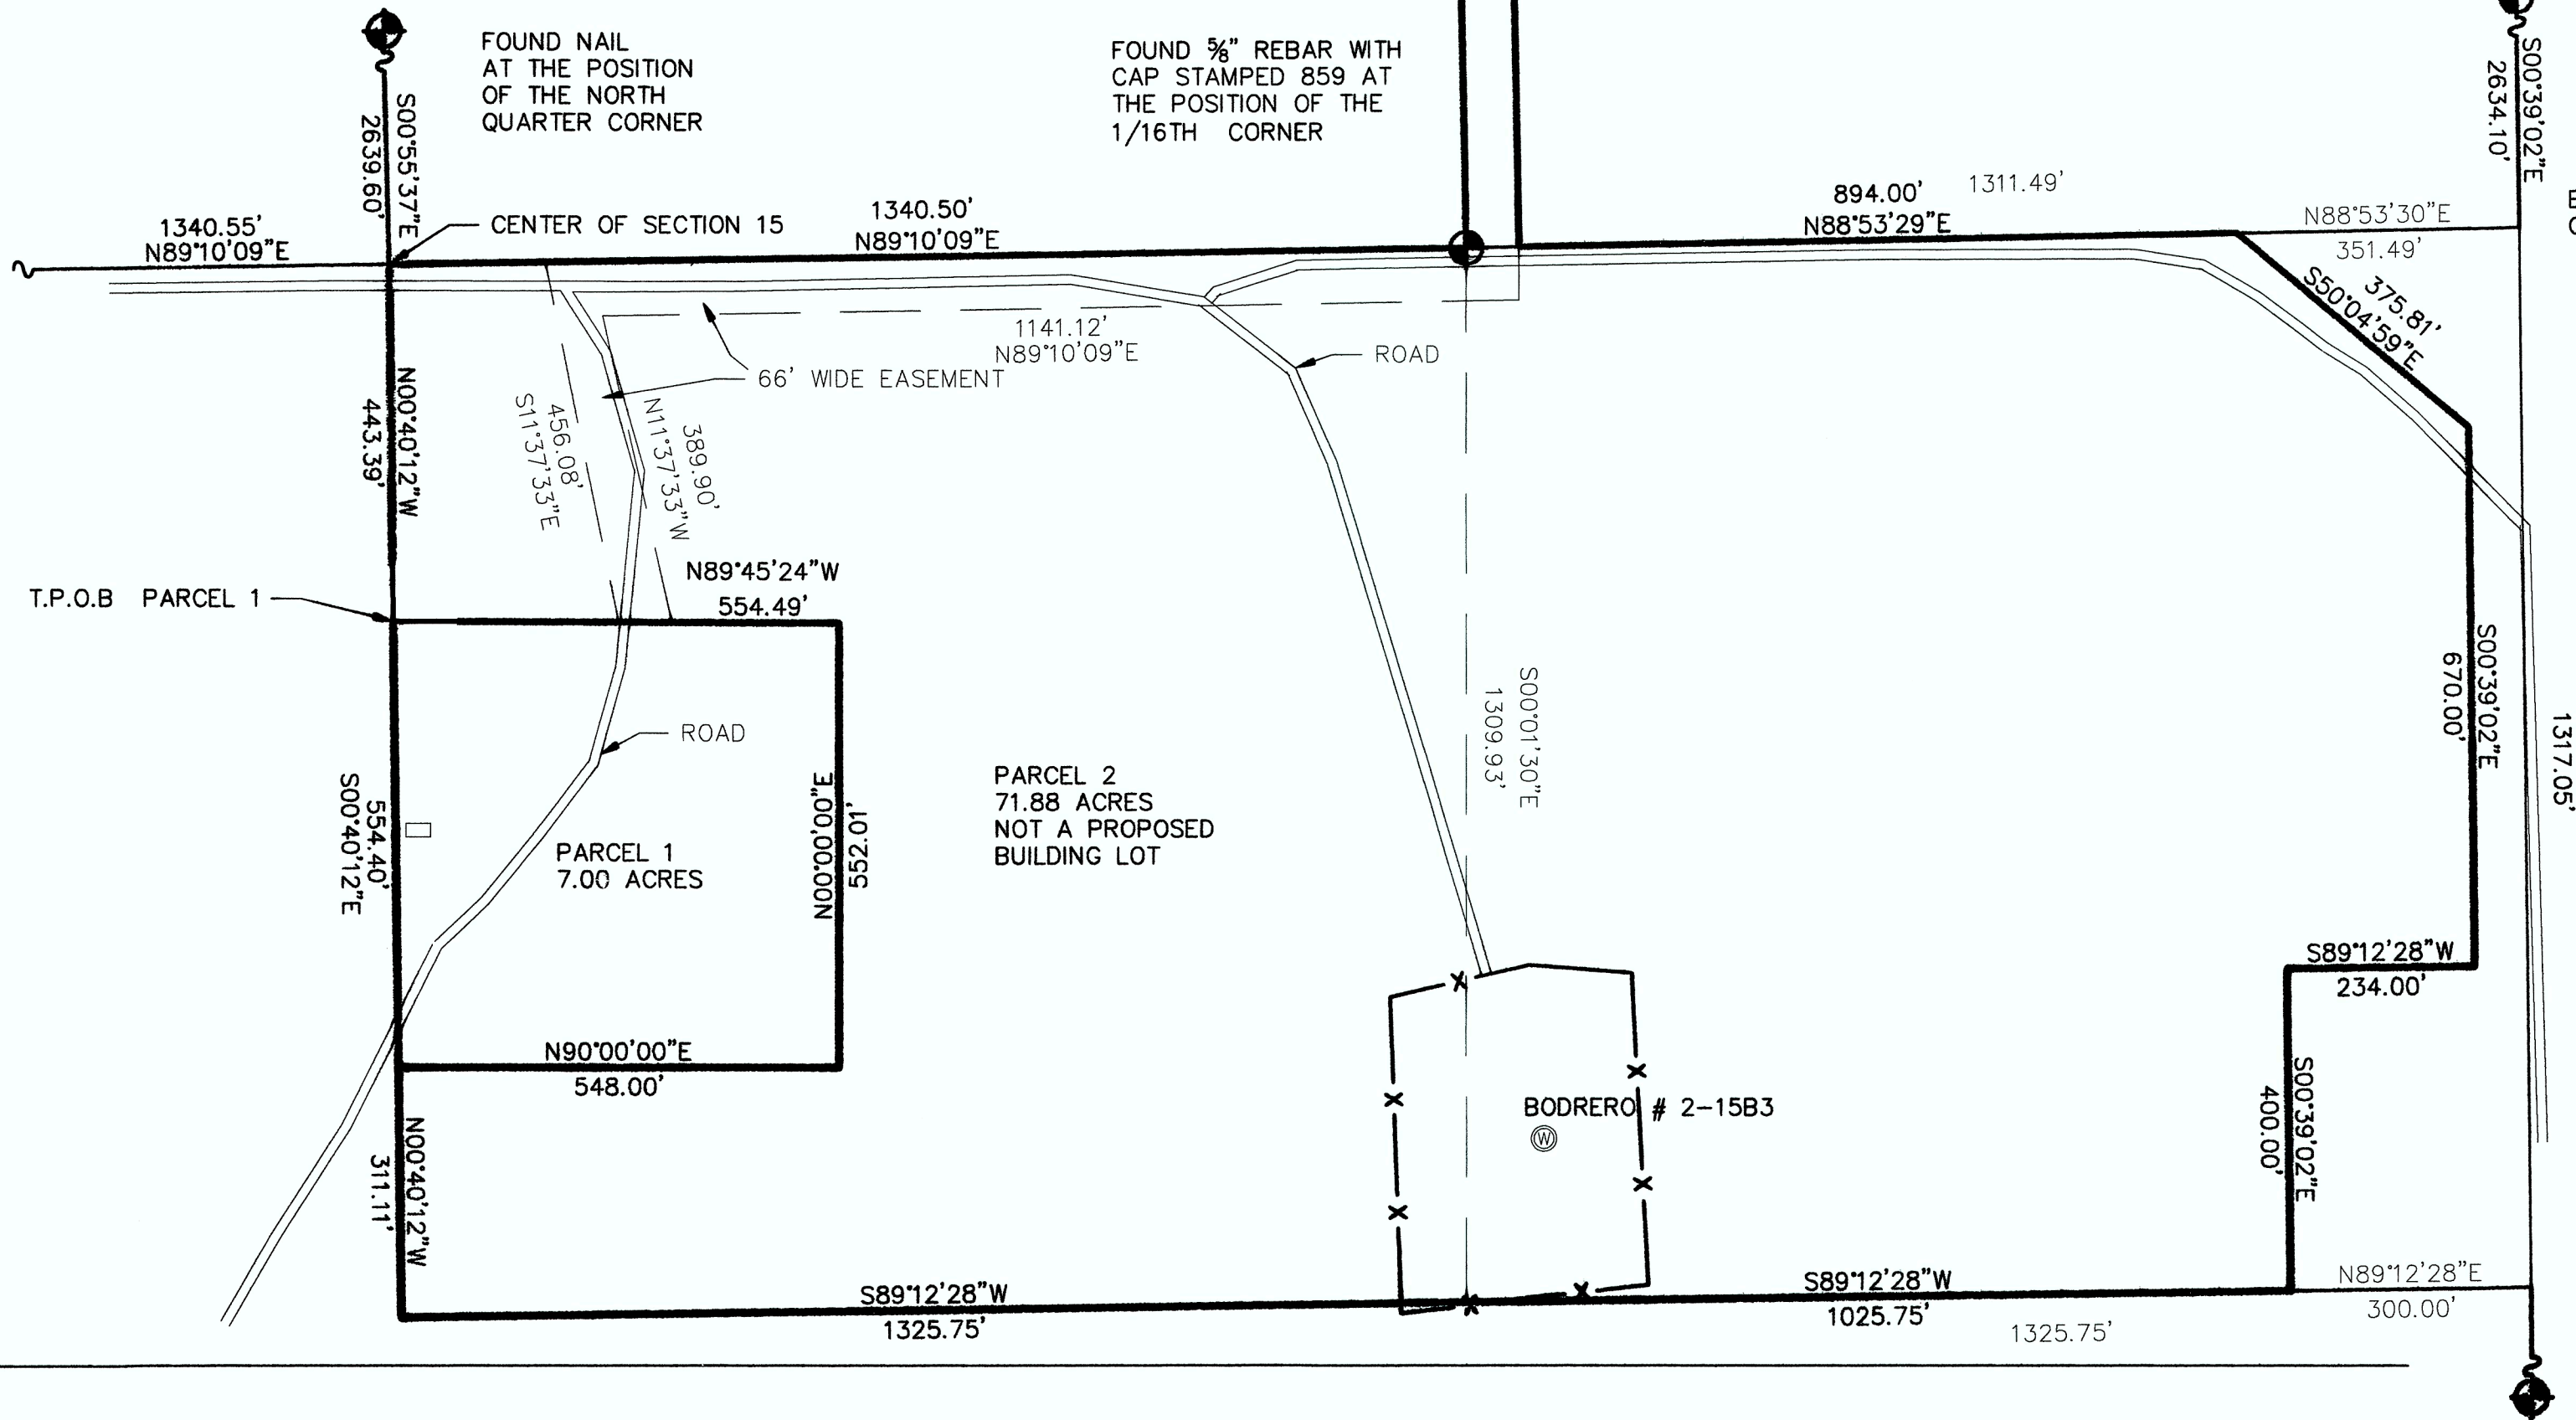 FOUND NAIL
AT THE POSITION
OF THE NORTH
QUARTER CORNER
FOUND ⅝" REBAR WITH
CAP STAMPED 859 AT
THE POSITION OF THE
1/16TH CORNER
S00°55'37"E
2639.60'
S00°39'02"E
2634.10'
1340.55'
N89°10'09"E
CENTER OF SECTION 15
1340.50'
N89°10'09"E
894.00'
1311.49'
N88°53'29"E
N88°53'30"E
351.49'
375.81'
S50°04'59"E
1141.12'
N89°10'09"E
66' WIDE EASEMENT
ROAD
N00°40'12"W
443.39'
456.08'
S11°37'33"E
389.90'
N11°37'33"W
N89°45'24"W
554.49'
T.P.O.B PARCEL 1
ROAD
S00°01'30"E
1309.93'
S00°39'02"E
670.00'
1317.05'
554.40'
S00°40'12"E
PARCEL 1
7.00 ACRES
552.01'
N00°00'00"E
PARCEL 2
71.88 ACRES
NOT A PROPOSED
BUILDING LOT
S89°12'28"W
234.00'
N90°00'00"E
548.00'
BODRERO # 2-15B3
W
S00°39'02"E
400.00'
N00°40'12"W
311.11'
S89°12'28"W
1325.75'
S89°12'28"W
1025.75'
1325.75'
N89°12'28"E
300.00'